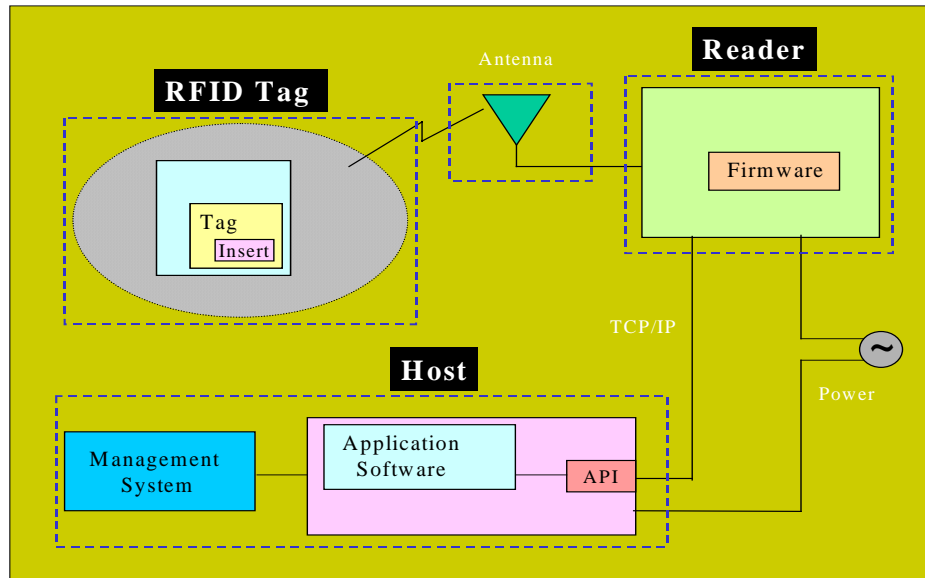 Antenna
Reader
RFID Tag
Firmware
Tag
Insert
TCP/IP
~
Host
Power
Application
Software
Management
System
API